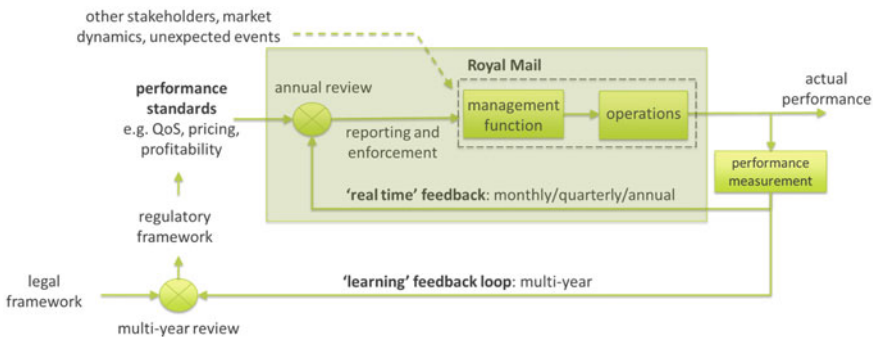 other stakeholders, market
dynamics, unexpected events
Royal Mail
performance
standards
e.g. QoS, pricing,
profitability
annual review
management
function
operations
actual
performance
reporting and
enforcement
performance
measurement
'real time' feedback: monthly/quarterly/annual
regulatory
framework
legal
framework
'learning' feedback loop: multi-year
multi-year review